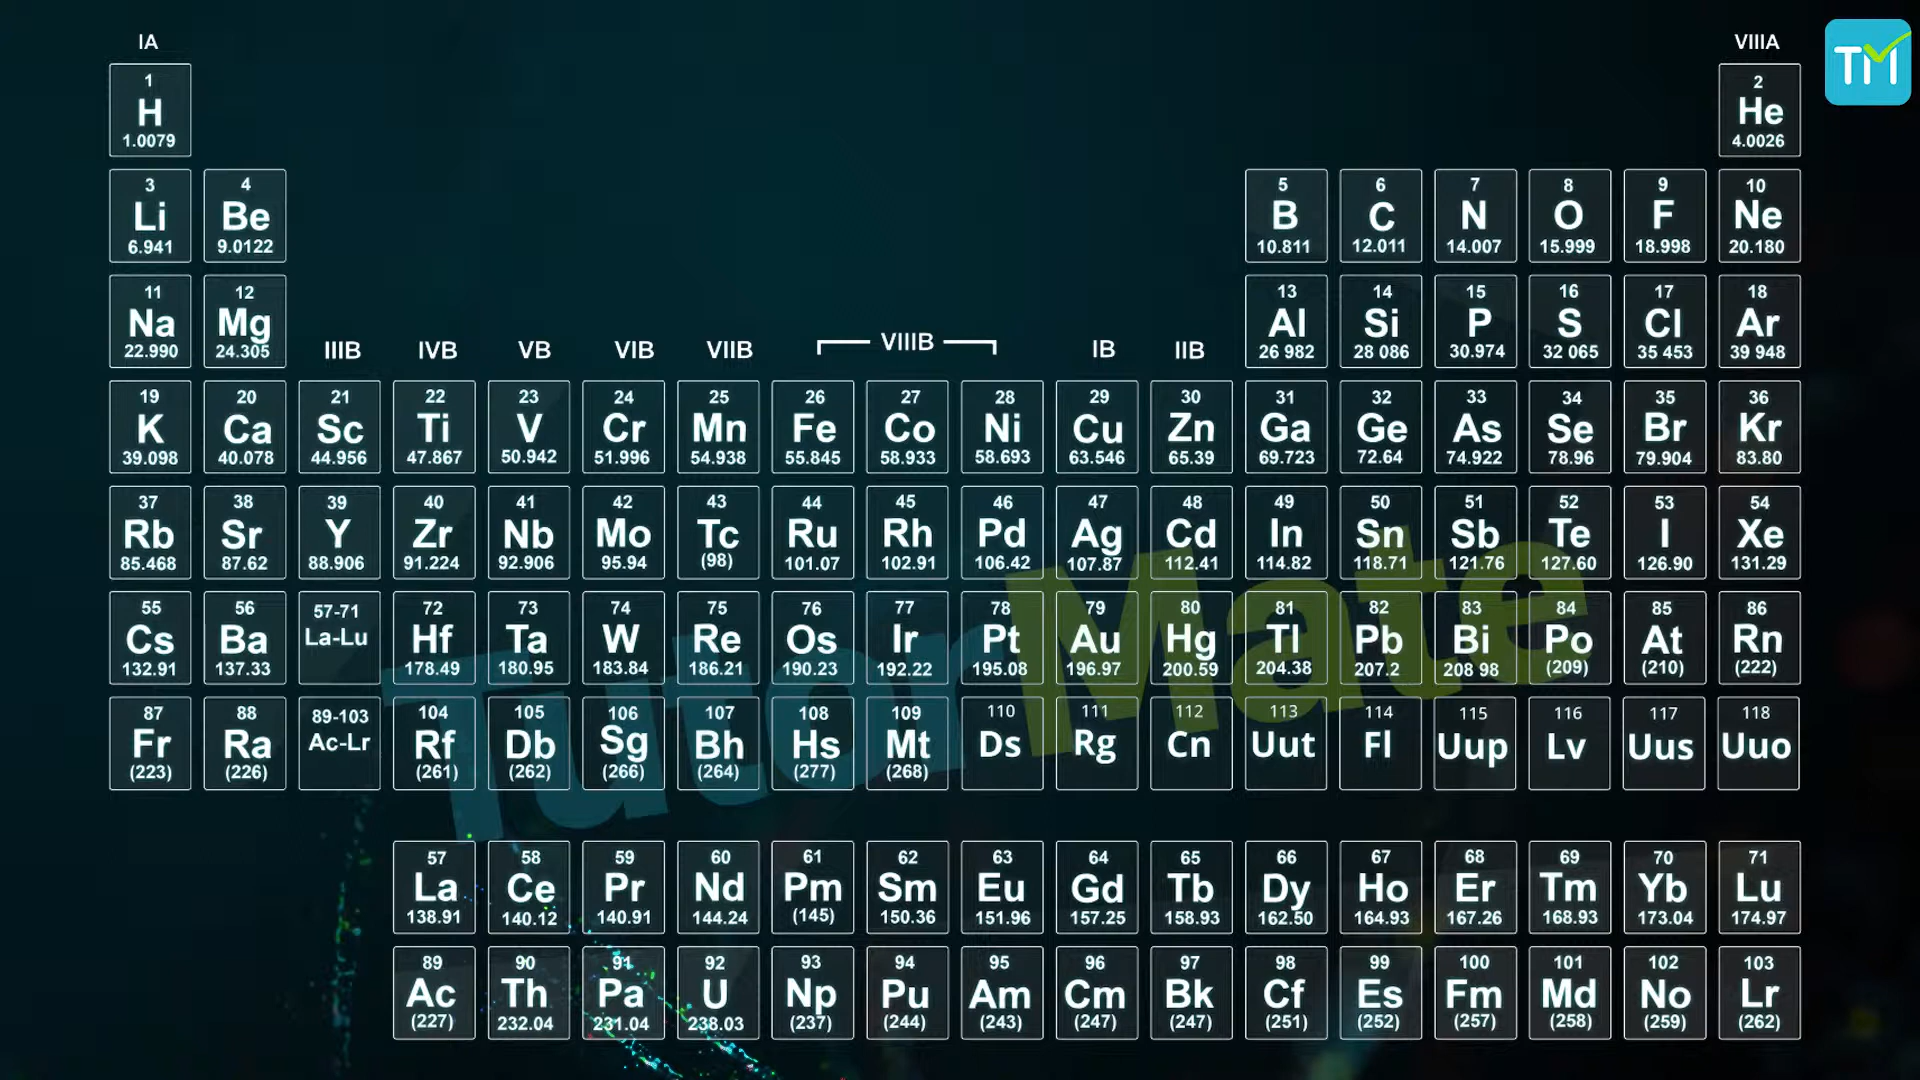 IA VIIIA
TM
1 2
H He
1.0079 4.0026
3 4 5 6 7 8 9 10
Li Be B C N O F Ne
6.941 9.0122 10.811 12.011 14.007 15.999 18.998 20.180
11 12 13 14 15 16 17 18
Na Mg Al Si P S Cl Ar
22.990 24.305 26 982 28 086 30.974 32 065 35 453 39 948
IIIB IVB VB VIB VIIB VIIIB IB IIB
19 20 21 22 23 24 25 26 27 28 29 30 31 32 33 34 35 36
K Ca Sc Ti V Cr Mn Fe Co Ni Cu Zn Ga Ge As Se Br Kr
39.098 40.078 44.956 47.867 50.942 51.996 54.938 55.845 58.933 58.693 63.546 65.39 69.723 72.64 74.922 78.96 79.904 83.80
37 38 39 40 41 42 43 44 45 46 47 48 49 50 51 52 53 54
Rb Sr Y Zr Nb Mo Tc Ru Rh Pd Ag Cd In Sn Sb Te I Xe
85.468 87.62 88.906 91.224 92.906 95.94 (98) 101.07 102.91 106.42 107.87 112.41 114.82 118.71 121.76 127.60 126.90 131.29
55 56 57-71 72 73 74 75 76 77 78 79 80 81 82 83 84 85 86
Cs Ba La-Lu Hf Ta W Re Os Ir Pt Au Hg Tl Pb Bi Po At Rn
132.91 137.33 178.49 180.95 183.84 186.21 190.23 192.22 195.08 196.97 200.59 204.38 207.2 208 98 (209) (210) (222)
87 88 89-103 104 105 106 107 108 109 110 111 112 113 114 115 116 117 118
Fr Ra Ac-Lr Rf Db Sg Bh Hs Mt Ds Rg Cn Uut Fl Uup Lv Uus Uuo
(223) (226) (261) (262) (266) (264) (277) (268)
TutorMate
57 58 59 60 61 62 63 64 65 66 67 68 69 70 71
La Ce Pr Nd Pm Sm Eu Gd Tb Dy Ho Er Tm Yb Lu
138.91 140.12 140.91 144.24 (145) 150.36 151.96 157.25 158.93 162.50 164.93 167.26 168.93 173.04 174.97
89 90 91 92 93 94 95 96 97 98 99 100 101 102 103
Ac Th Pa U Np Pu Am Cm Bk Cf Es Fm Md No Lr
(227) 232.04 231.04 238.03 (237) (244) (243) (247) (247) (251) (252) (257) (258) (259) (262)